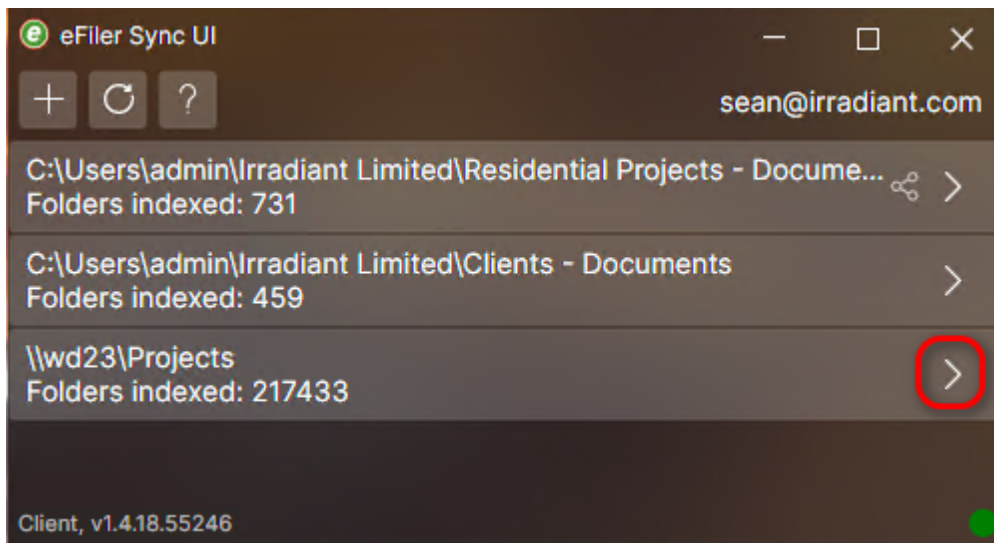 eFiler Sync UI
sean@irradiant.com
C:\Users\admin\Irradiant Limited\Residential Projects - Docume...
Folders indexed: 731
C:\Users\admin\Irradiant Limited\Clients - Documents
Folders indexed: 459
\\wd23\Projects
Folders indexed: 217433
Client, v1.4.18.55246